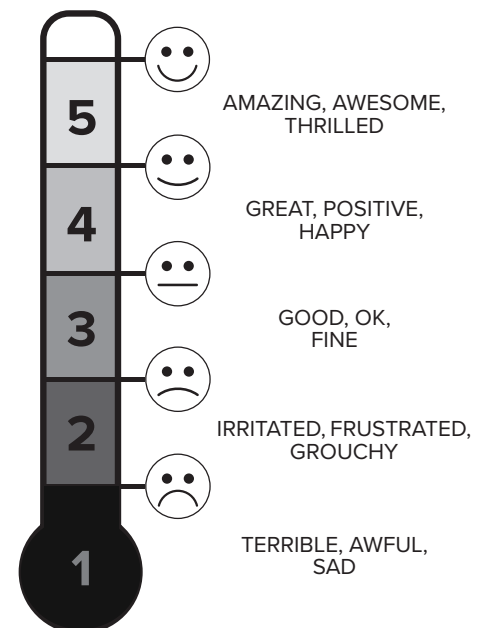 5
AMAZING, AWESOME,
THRILLED
4
GREAT, POSITIVE,
HAPPY
3
GOOD, OK,
FINE
2
IRRITATED, FRUSTRATED,
GROUCHY
1
TERRIBLE, AWFUL,
SAD